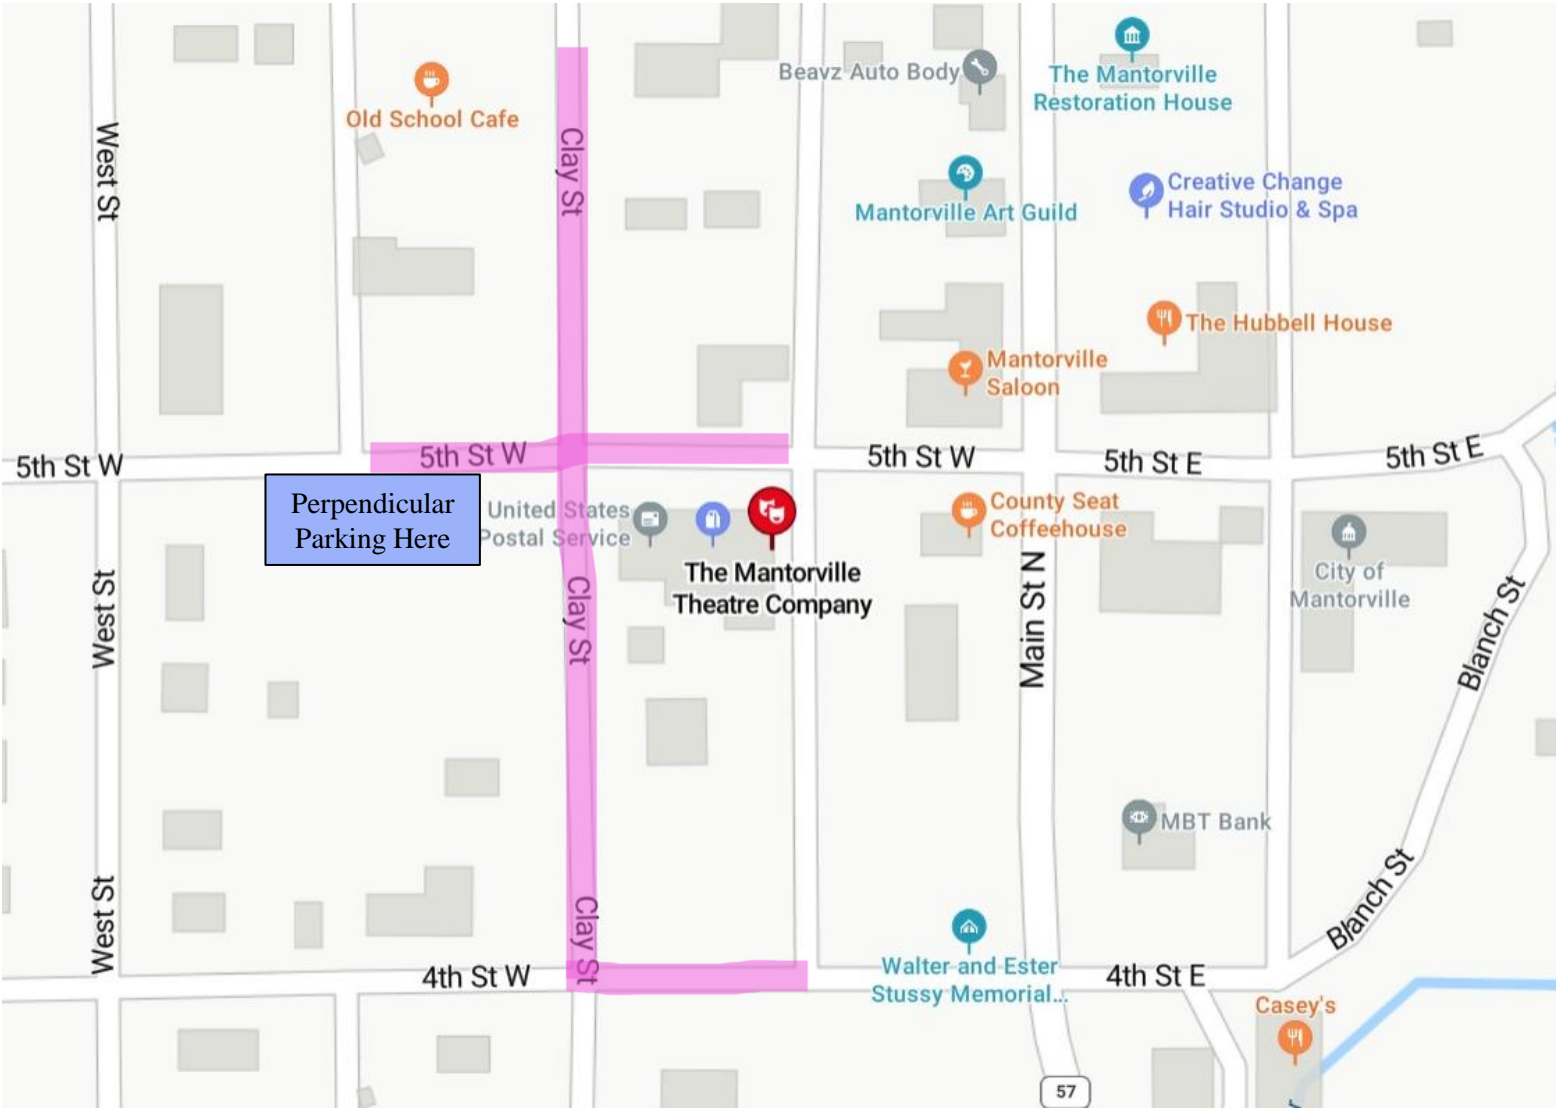 Beavz Auto Body
The Mantorville
Restoration House
Old School Cafe
West St
Clay St
Creative Change
Hair Studio & Spa
Mantorville Art Guild
The Hubbell House
Mantorville
Saloon
5th St W
5th St W
5th St W
5th St E
5th St E
Perpendicular
Parking Here
United States
Postal Service
County Seat
Coffeehouse
The Mantorville
Theatre Company
City of
Mantorville
West St
Clay St
Main St N
Blanch St
MBT Bank
West St
Clay St
Blanch St
4th St W
Walter and Ester
Stussy Memorial...
4th St E
Casey's
57